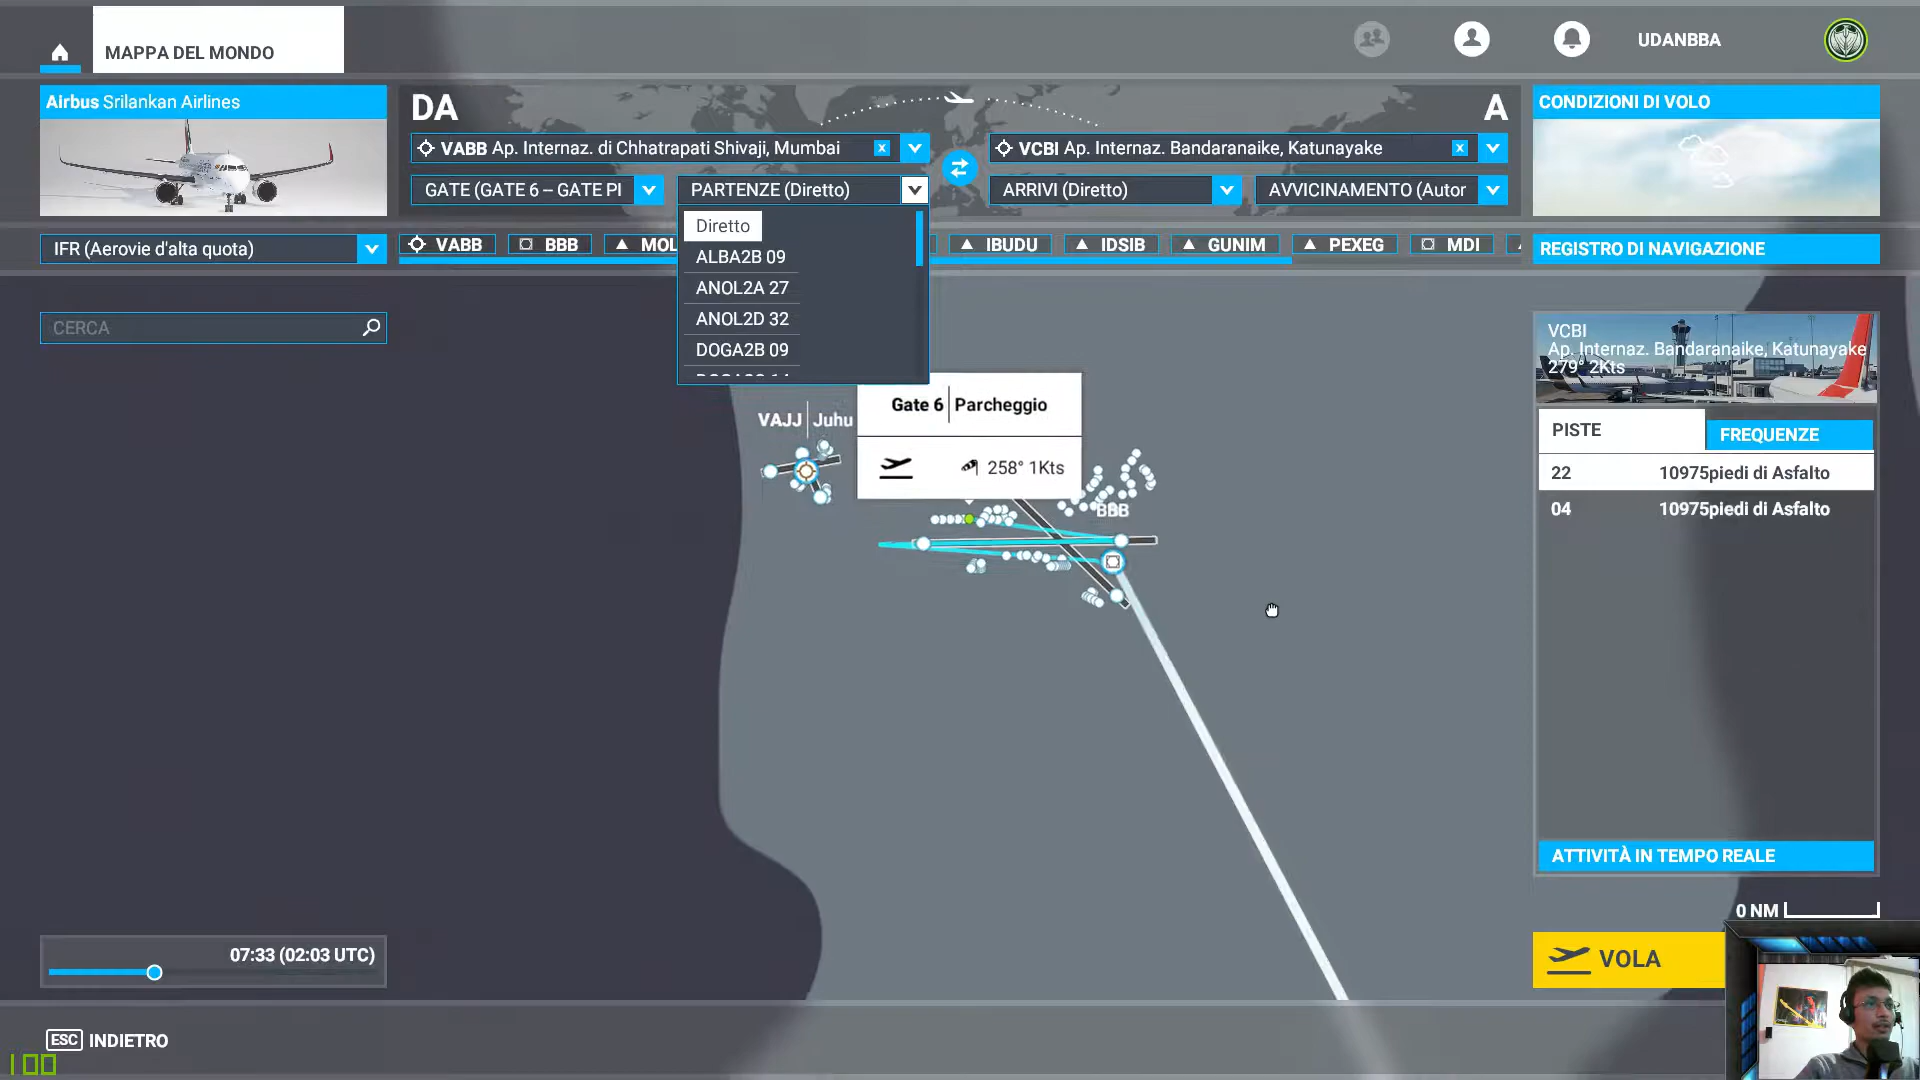 MAPPA DEL MONDO
UDANBBA
Airbus Srilankan Airlines
DA
A
CONDIZIONI DI VOLO
VABB Ap. Internaz. di Chhatrapati Shivaji, Mumbai
VCBI Ap. Internaz. Bandaranaike, Katunayake
GATE (GATE 6 – GATE PI
PARTENZE (Diretto)
ARRIVI (Diretto)
AVVICINAMENTO (Autor
Diretto
ALBA2B 09
ANOL2A 27
ANOL2D 32
DOGA2B 09
IFR (Aerovie d'alta quota)
VABB
BBB
MOL
IBUDU
IDSIB
GUNIM
PEXEG
MDI
REGISTRO DI NAVIGAZIONE
CERCA
VCBI
Ap. Internaz. Bandaranaike, Katunayake
279° 2Kts
VAJJ Juhu
Gate 6 Parcheggio
258° 1Kts
BBB
PISTE
FREQUENZE
22 10975piedi di Asfalto
04 10975piedi di Asfalto
ATTIVITÀ IN TEMPO REALE
0 NM
07:33 (02:03 UTC)
VOLA
ESC INDIETRO
100